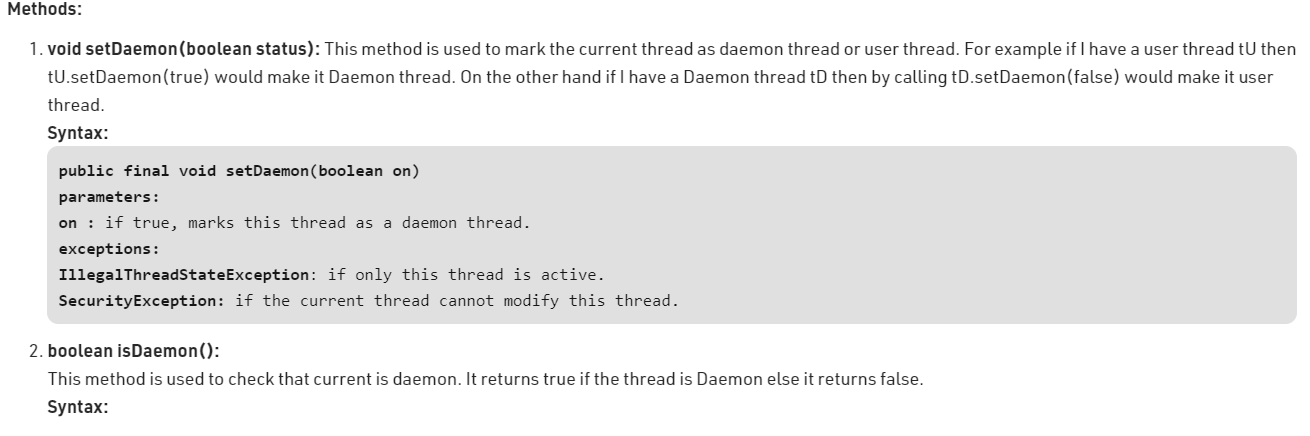 Methods:
1. void setDaemon(boolean status): This method is used to mark the current thread as daemon thread or user thread. For example if I have a user thread tU then
tU.setDaemon(true) would make it Daemon thread. On the other hand if I have a Daemon thread tD then by calling tD.setDaemon(false) would make it user
thread.
Syntax:
public final void setDaemon(boolean on)
parameters:
on : if true, marks this thread as a daemon thread.
exceptions:
IllegalThreadStateException: if only this thread is active.
SecurityException: if the current thread cannot modify this thread.
2. boolean isDaemon():
This method is used to check that current is daemon. It returns true if the thread is Daemon else it returns false.
Syntax: